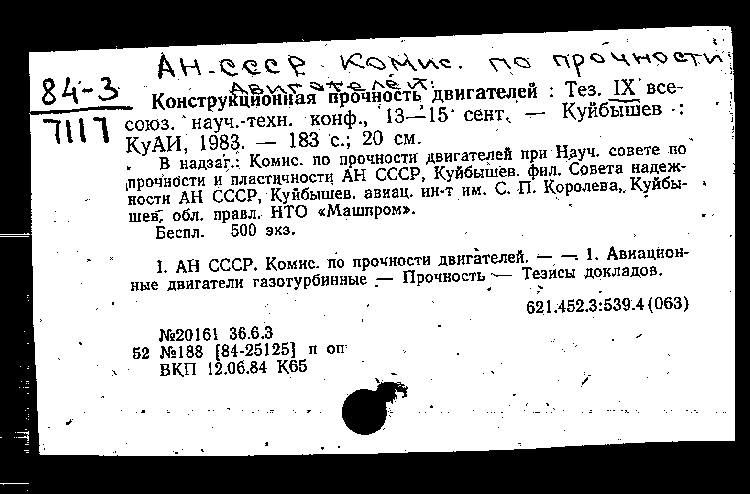 АН СССР. Комис. по прочности
двигателей.
84-3
7117
Конструкционная прочность двигателей : Тез. IX все-
союз. науч.-техн. конф., 13—15 сент. — Куйбышев :
КуАИ, 1983. — 183 с.; 20 см.
В надзаг.: Комис. по прочности двигателей при Науч. совете по
прочности и пластичности АН СССР, Куйбышев. фил. Совета надеж-
ности АН СССР, Куйбышев. авиац. ин-т им. С. П. Королева, Куйбы-
шев. обл. правл. НТО «Машпром».
Беспл. 500 экз.
I. АН СССР. Комис. по прочности двигателей. — — 1. Авиацион-
ные двигатели газотурбинные — Прочность — Тезисы докладов.
621.452.3:539.4(063)
№20161 36.6.3
52 №188 [84-25125] п оп
ВКП 12.06.84 К65